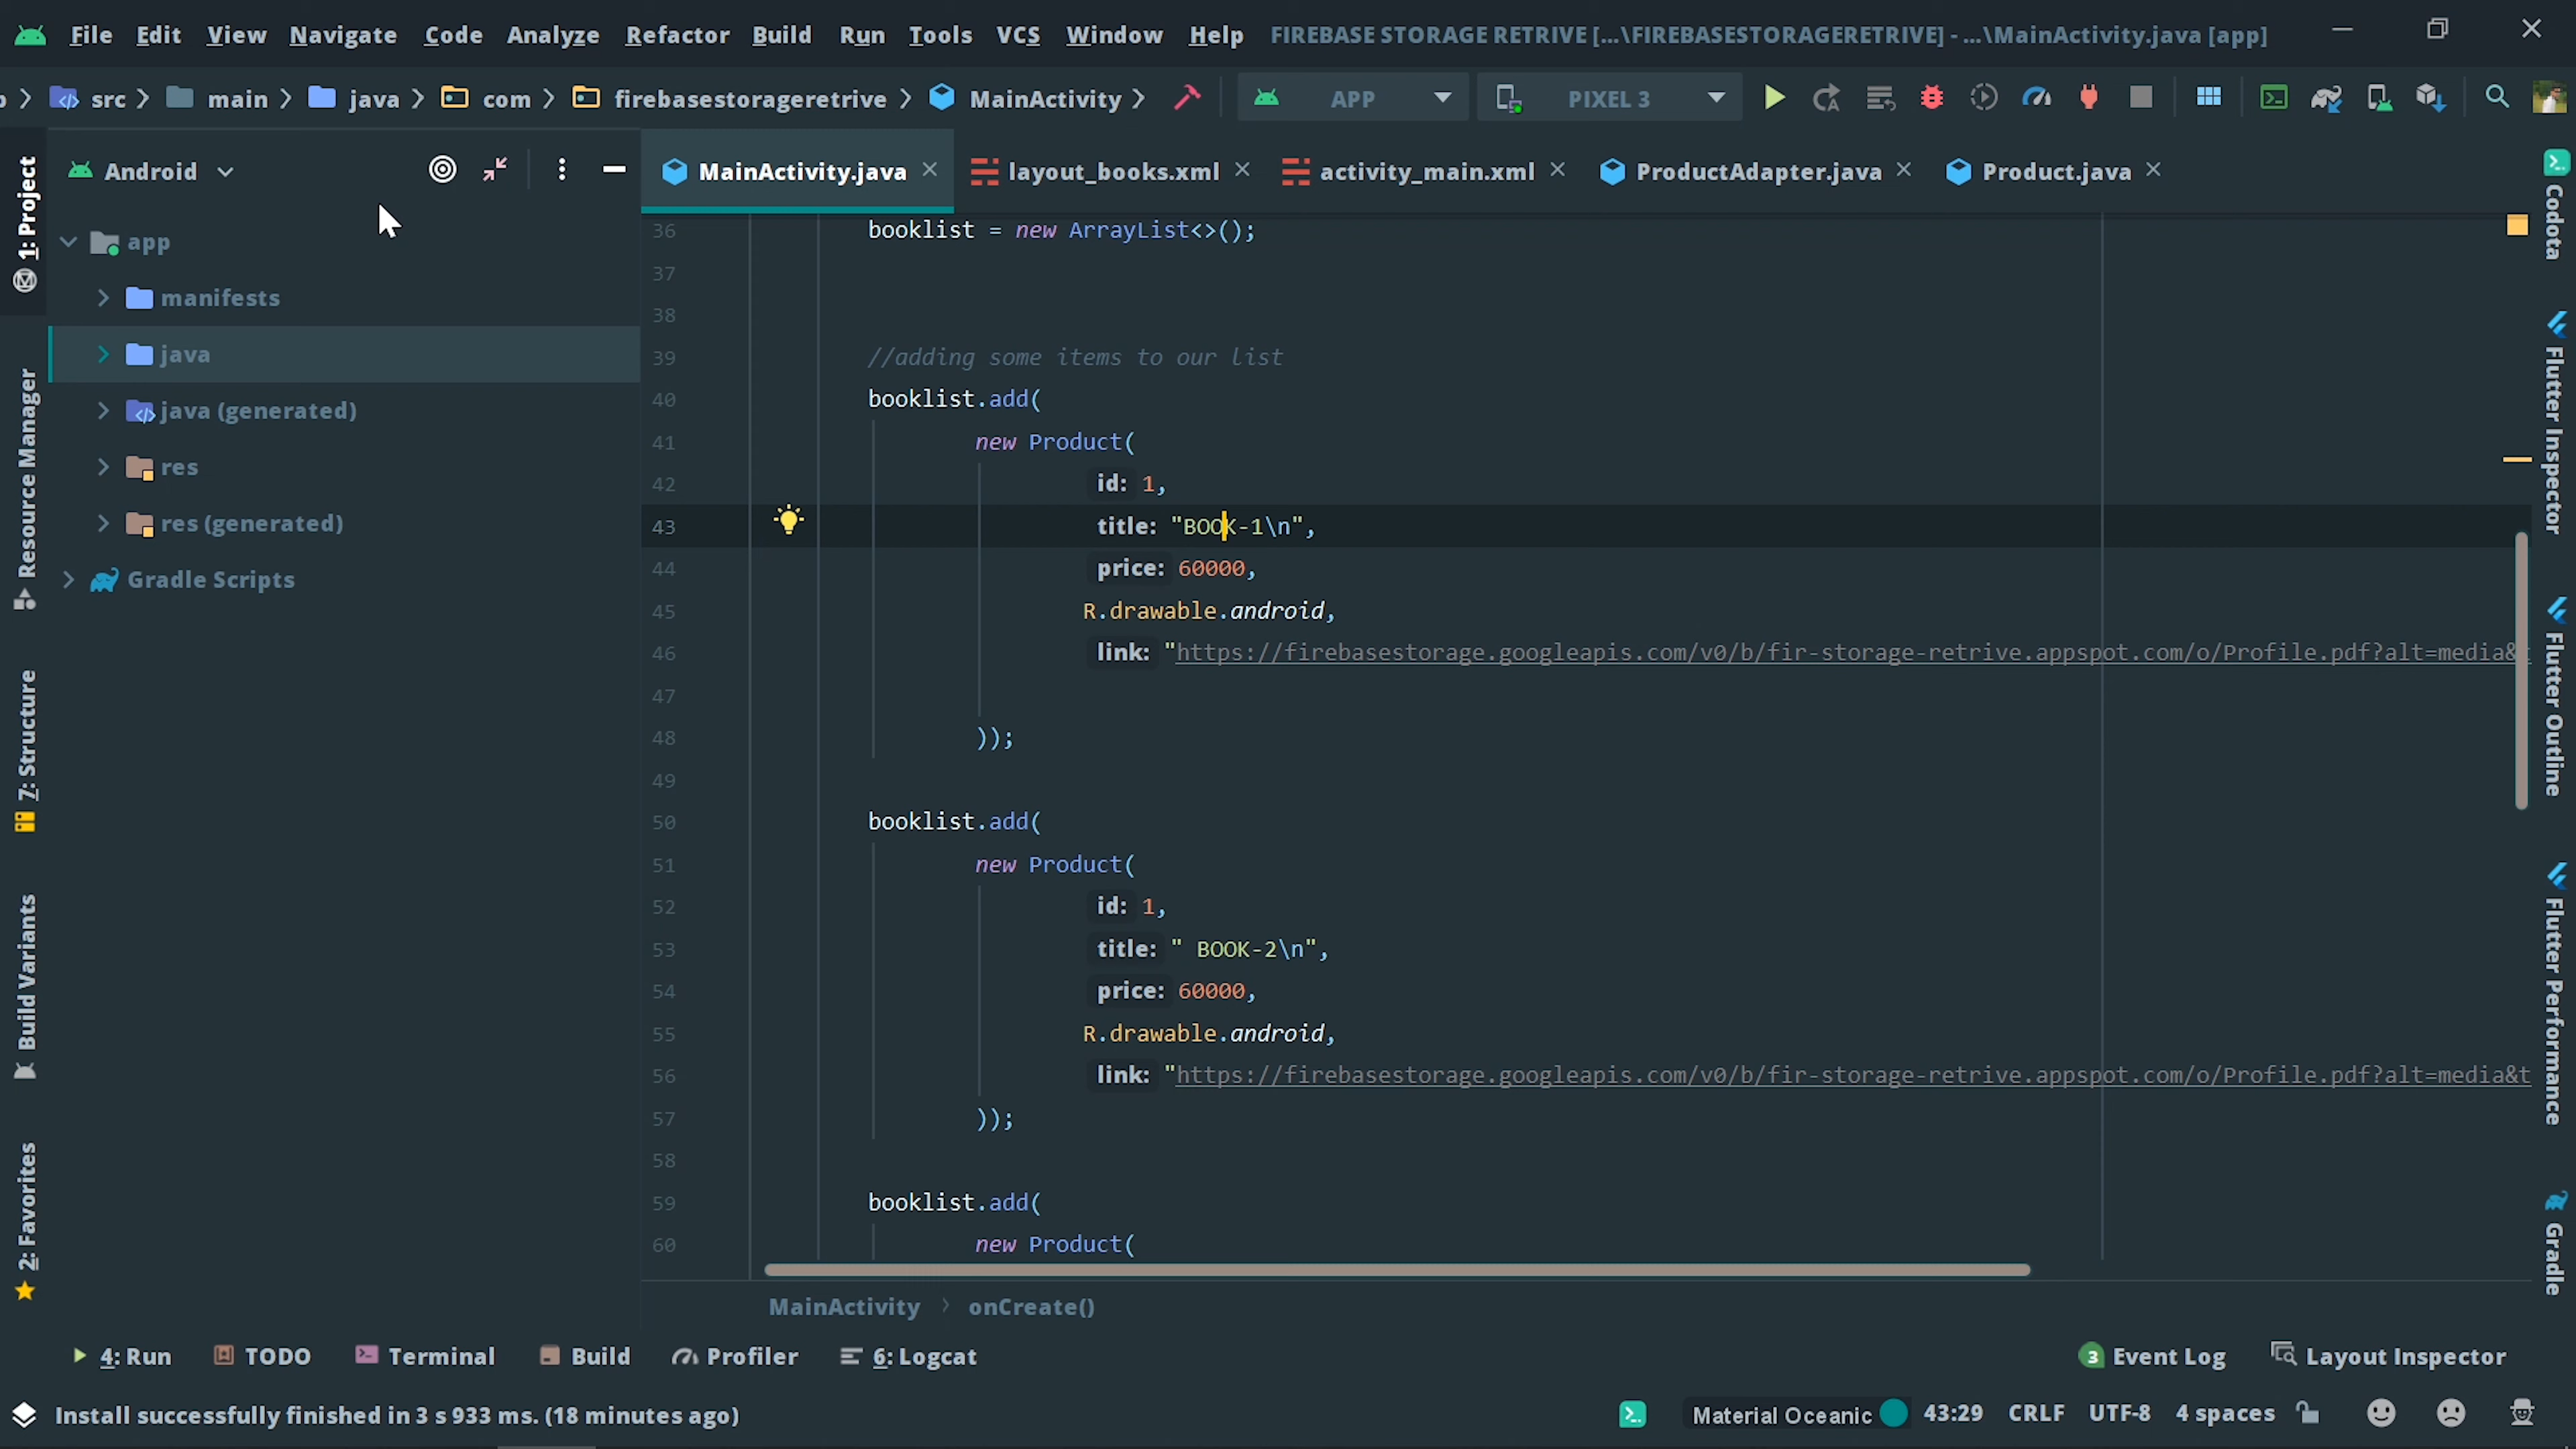 File Edit View Navigate Code Analyze Refactor Build Run Tools VCS Window Help FIREBASE STORAGE RETRIVE [...\FIREBASESTORAGERETRIVE] - ...\MainActivity.java [app]
src main java com firebasestorageretrive MainActivity APP PIXEL 3
Android
MainActivity.java layout_books.xml activity_main.xml ProductAdapter.java Product.java
app
manifests
java
java (generated)
res
res (generated)
Gradle Scripts
1: Project
Resource Manager
7: Structure
Build Variants
2: Favorites
36 booklist = new ArrayList<>();
37
38
39 //adding some items to our list
40 booklist.add(
41 new Product(
42 id: 1,
43 title: "BOOK-1\n",
44 price: 60000,
45 R.drawable.android,
46 link: "https://firebasestorage.googleapis.com/v0/b/fir-storage-retrive.appspot.com/o/Profile.pdf?alt=media&
47
48 ));
49
50 booklist.add(
51 new Product(
52 id: 1,
53 title: " BOOK-2\n",
54 price: 60000,
55 R.drawable.android,
56 link: "https://firebasestorage.googleapis.com/v0/b/fir-storage-retrive.appspot.com/o/Profile.pdf?alt=media&t
57 ));
58
59 booklist.add(
60 new Product(
MainActivity onCreate()
Codota
Flutter Inspector
Flutter Outline
Flutter Performance
Gradle
4: Run TODO Terminal Build Profiler 6: Logcat 3 Event Log Layout Inspector
Install successfully finished in 3 s 933 ms. (18 minutes ago) Material Oceanic 43:29 CRLF UTF-8 4 spaces